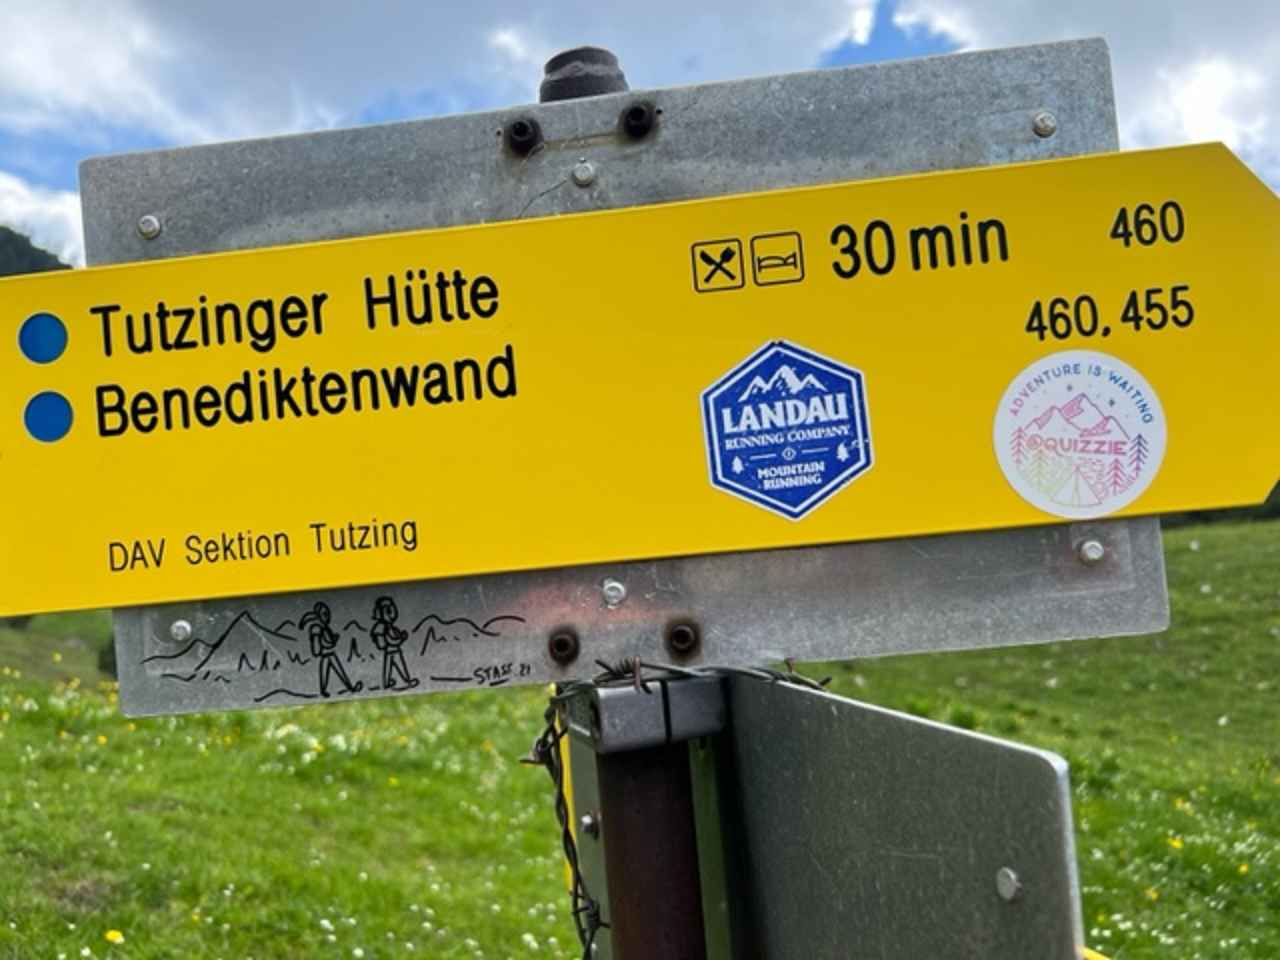 Tutzinger Hütte 30 min 460
Benediktenwand 460, 455
LANDAU
RUNNING COMPANY
MOUNTAIN
RUNNING
ADVENTURE IS WAITING
@QUIZZIE
DAV Sektion Tutzing